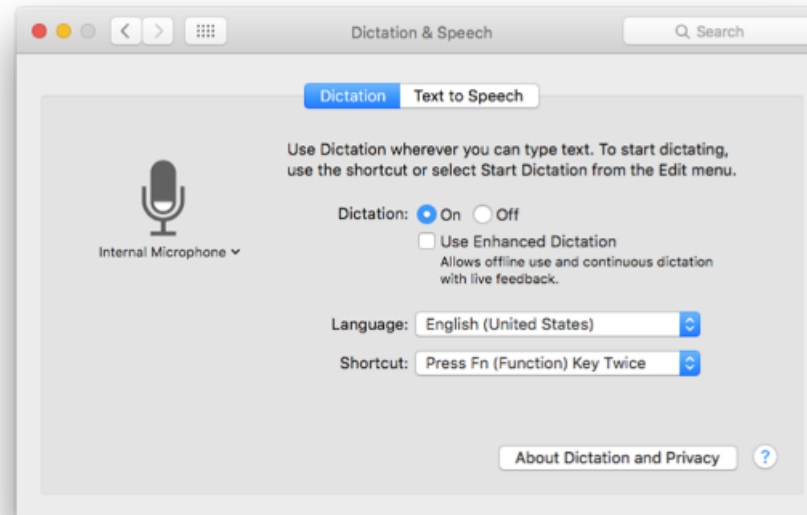 Dictation & Speech
Search
Dictation
Text to Speech
Use Dictation wherever you can type text. To start dictating,
use the shortcut or select Start Dictation from the Edit menu.
Dictation: On Off
Use Enhanced Dictation
Internal Microphone
Allows offline use and continuous dictation
with live feedback.
Language: English (United States)
Shortcut: Press Fn (Function) Key Twice
About Dictation and Privacy ?